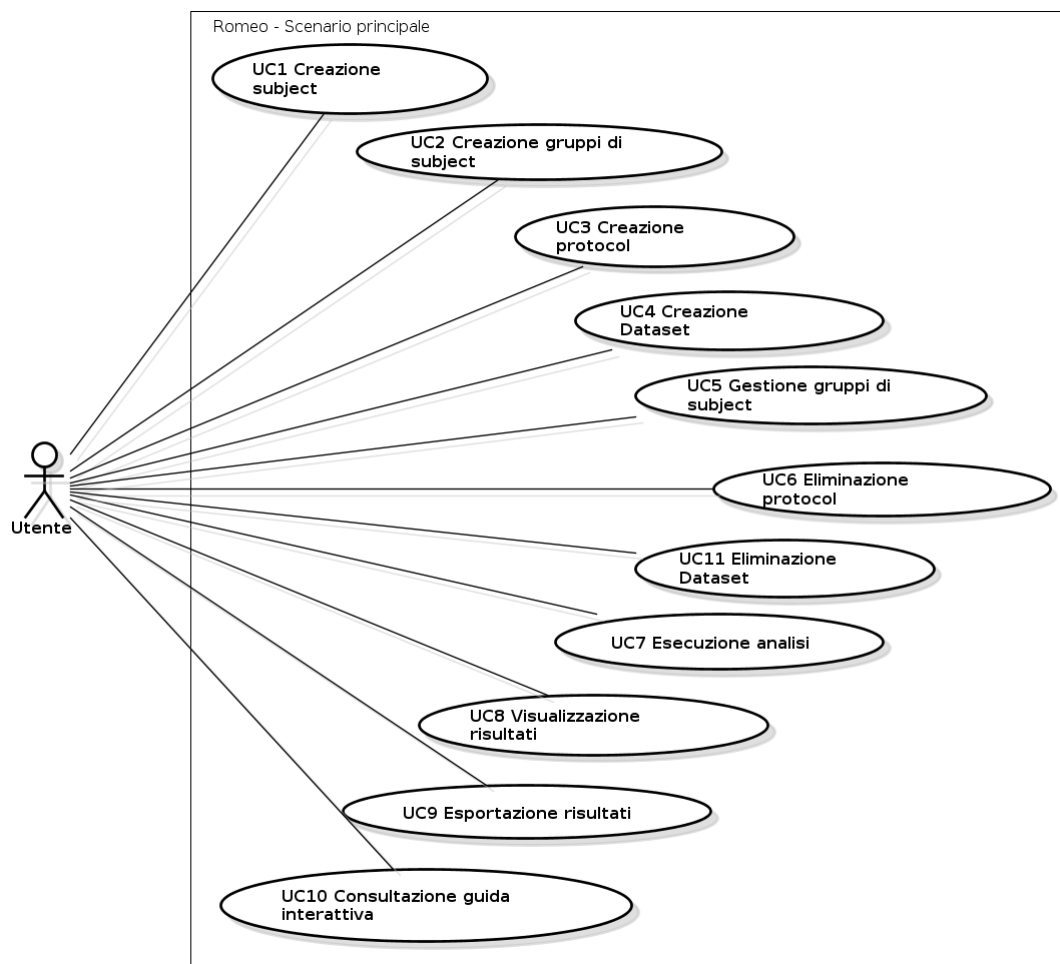 Romeo - Scenario principale
UC1 Creazione
subject
UC2 Creazione gruppi di
subject
UC3 Creazione
protocol
UC4 Creazione
Dataset
UC5 Gestione gruppi di
subject
UC6 Eliminazione
protocol
Utente
UC11 Eliminazione
Dataset
UC7 Esecuzione analisi
UC8 Visualizzazione
risultati
UC9 Esportazione risultati
UC10 Consultazione guida
interattiva